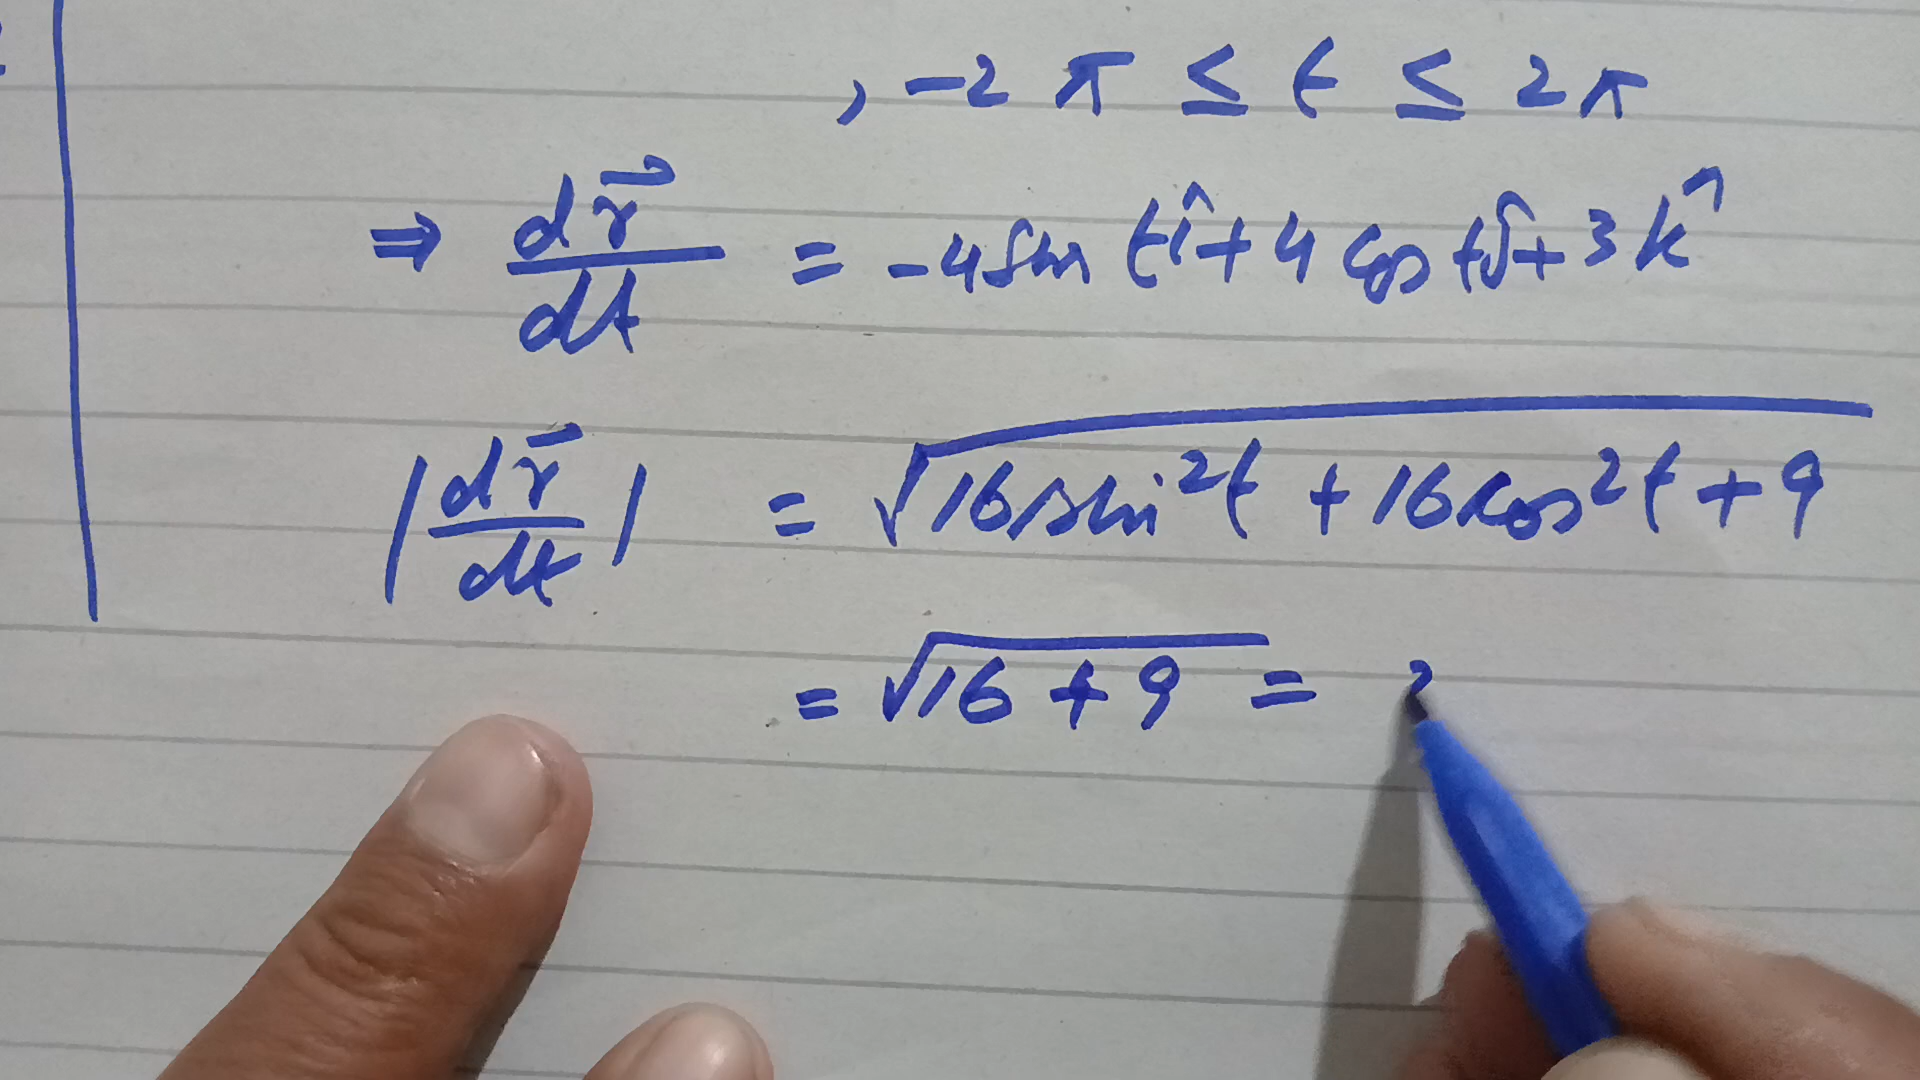 , -2π ≤ t ≤ 2π
⇒ dr⃗/dt = -4 sin t î + 4 cos t ĵ + 3 k̂
|dr⃗/dt| = √(16 sin²t + 16 cos²t + 9)
= √(16 + 9) =